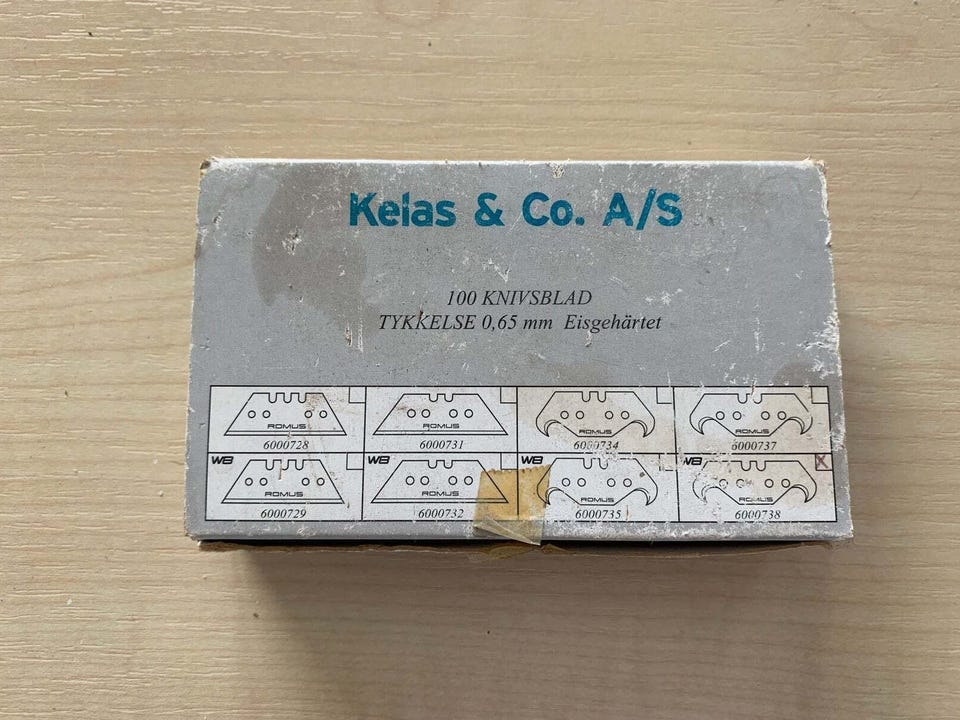 Kelas & Co. A/S
100 KNIVSBLAD
TYKKELSE 0,65 mm Eisgehärtet
ROMUS ROMUS ROMUS ROMUS
6000728 6000731 6000734 6000737
WB WB WB WB
ROMUS ROMUS ROMUS ROMUS
6000729 6000732 6000735 6000738